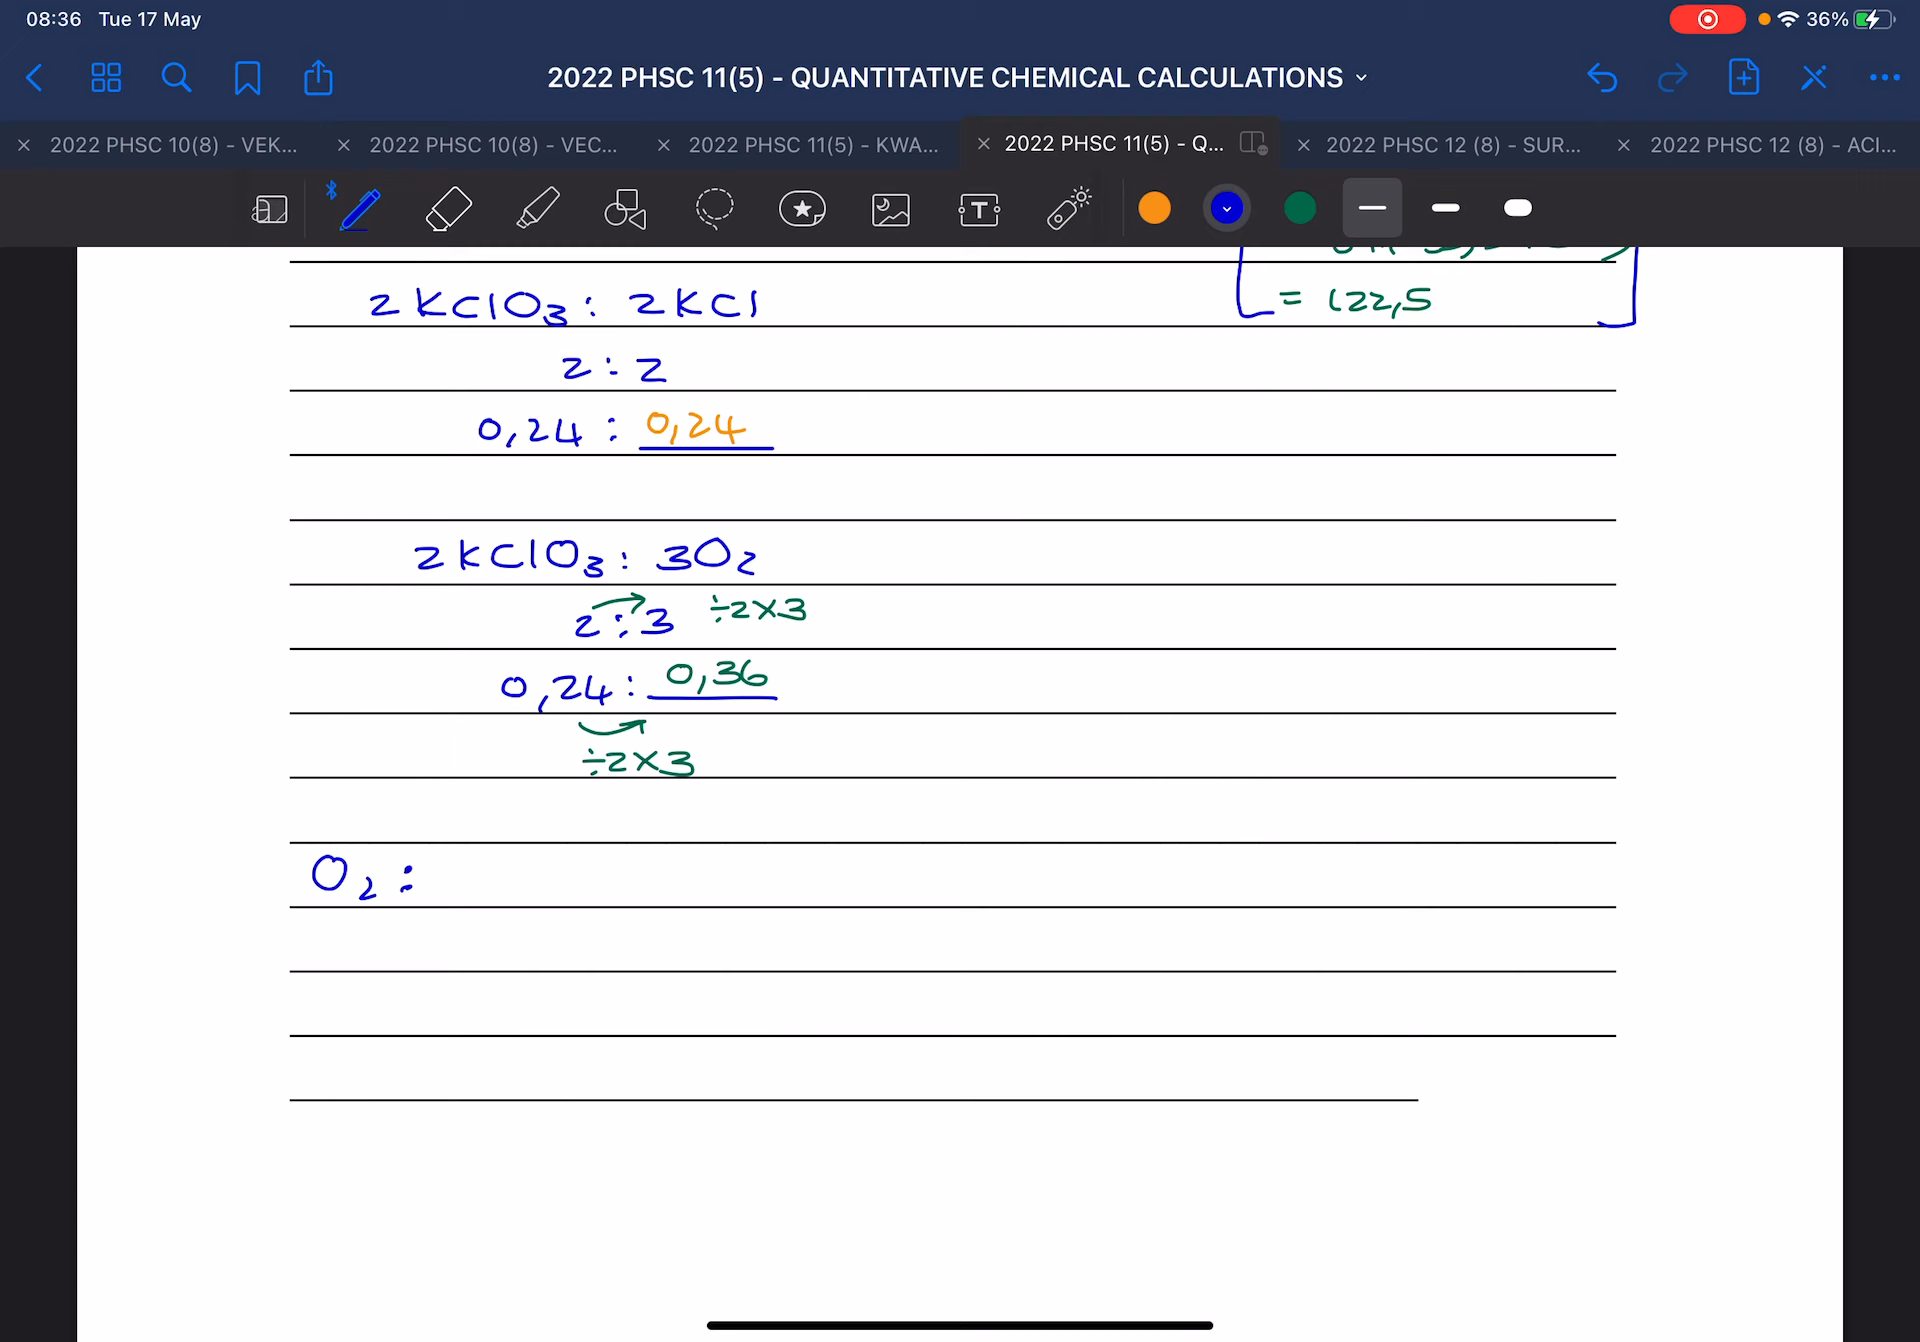 08:36 Tue 17 May
36%
2022 PHSC 11(5) - QUANTITATIVE CHEMICAL CALCULATIONS
2022 PHSC 10(8) - VEK...
2022 PHSC 10(8) - VEC...
2022 PHSC 11(5) - KWA...
2022 PHSC 11(5) - Q...
2022 PHSC 12 (8) - SUR...
2022 PHSC 12 (8) - ACI...
T
2KClO₃ : 2KCl
= 122,5
2 : 2
0,24 : 0,24
2KClO₃ : 3O₂
2 : 3 ÷2×3
0,24 : 0,36
÷2×3
O₂ :